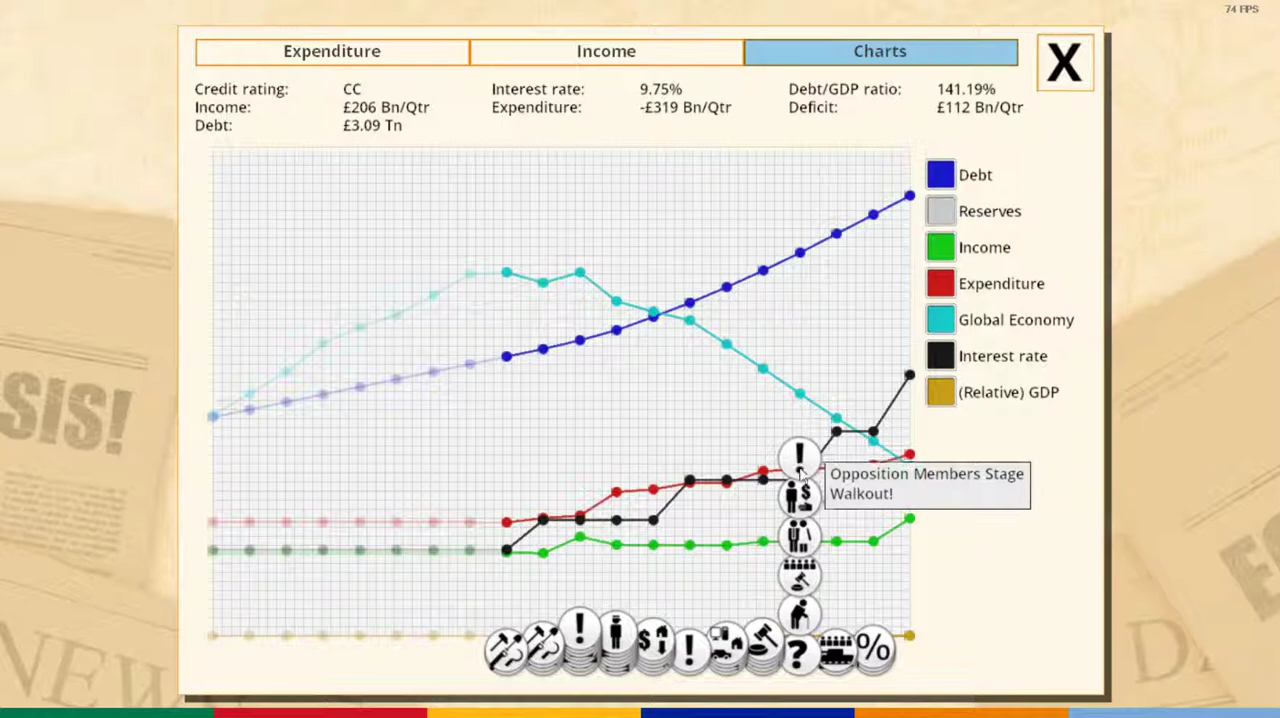 74 FPS
Expenditure
Income
Charts
X
Credit rating: CC Interest rate: 9.75% Debt/GDP ratio: 141.19%
Income: £206 Bn/Qtr Expenditure: -£319 Bn/Qtr Deficit: £112 Bn/Qtr
Debt: £3.09 Tn
Debt
Reserves
Income
Expenditure
Global Economy
Interest rate
(Relative) GDP
Opposition Members Stage
Walkout!
SIS!
NEW